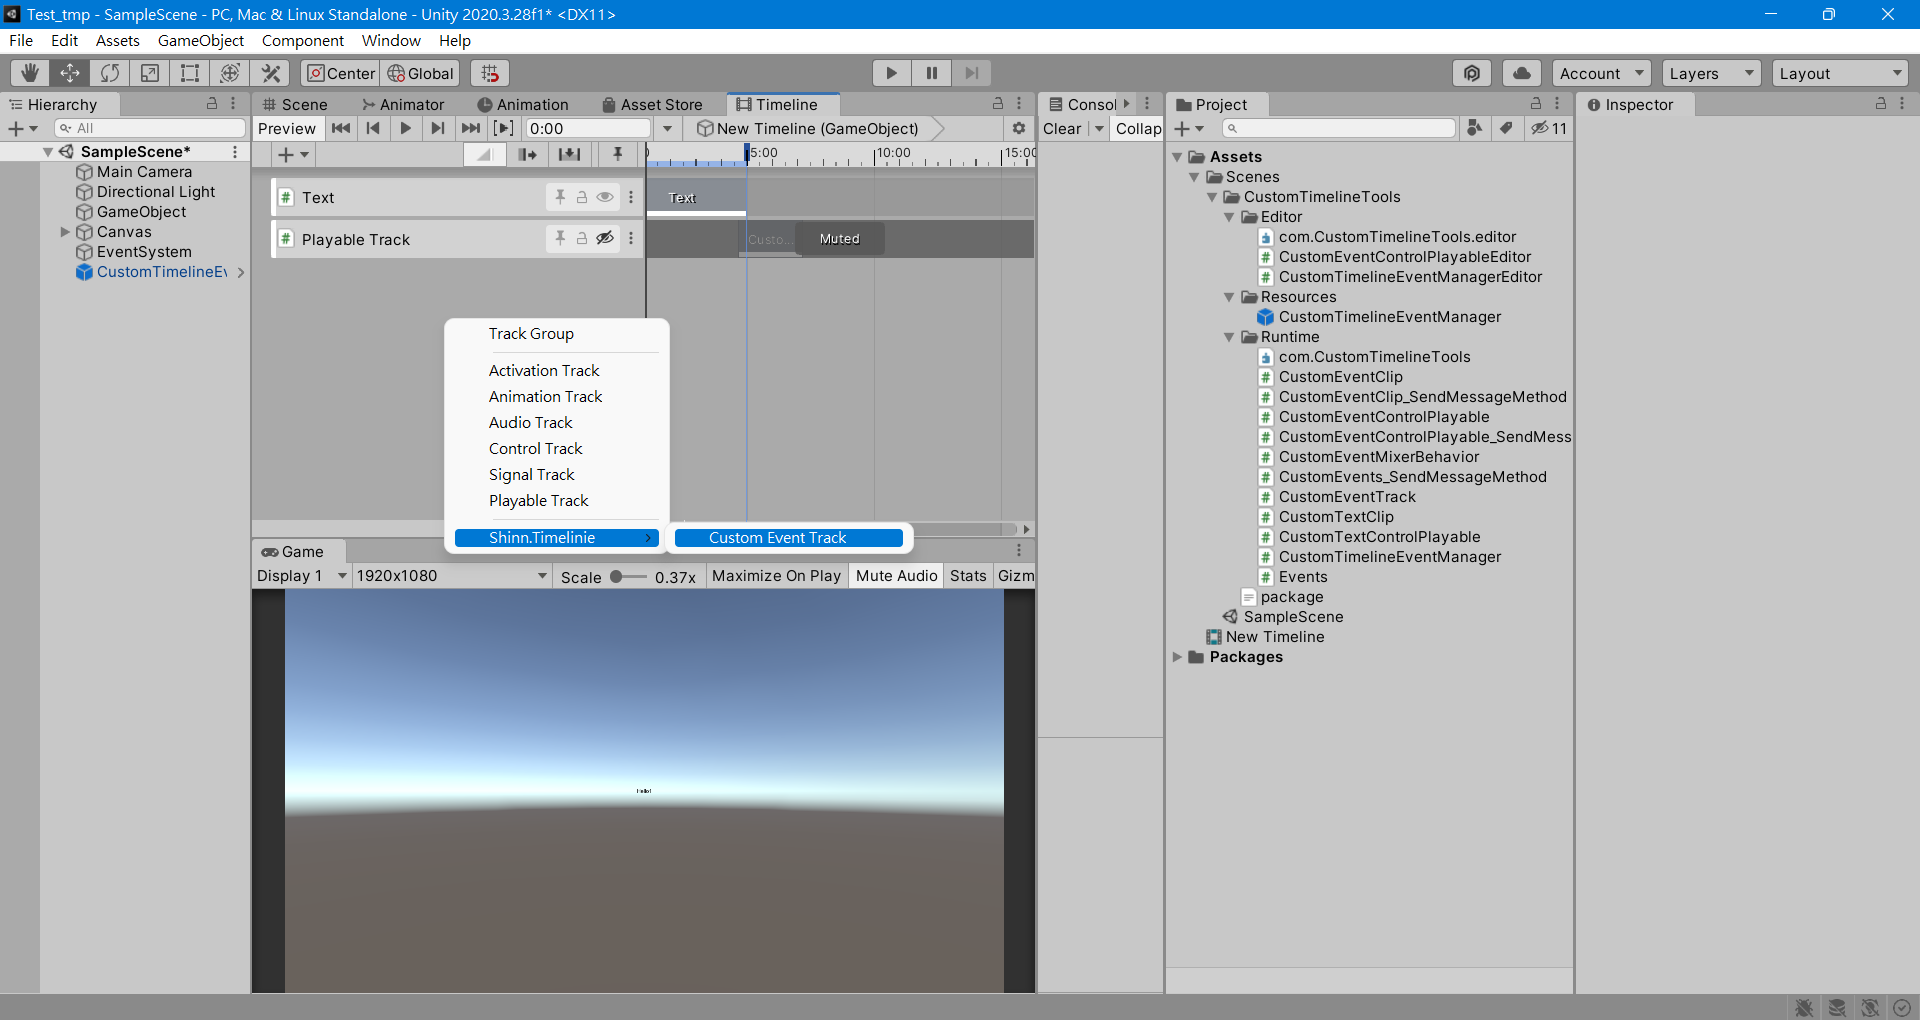 Test_tmp - SampleScene - PC, Mac & Linux Standalone - Unity 2020.3.28f1* <DX11>
File Edit Assets GameObject Component Window Help
Center Global Account Layers Layout
Hierarchy
All
SampleScene*
Main Camera
Directional Light
GameObject
Canvas
EventSystem
CustomTimelineEv
Scene Animator Animation Asset Store Timeline
Preview 0:00 New Timeline (GameObject)
5:00 10:00 15:00
Text Text
Playable Track Custo... Muted
Track Group
Activation Track
Animation Track
Audio Track
Control Track
Signal Track
Playable Track
Shinn.Timelinie
Custom Event Track
Game
Display 1 1920x1080 Scale 0.37x Maximize On Play Mute Audio Stats Gizm
Hello!
Consol
Clear Collap
Project
11
Assets
Scenes
CustomTimelineTools
Editor
com.CustomTimelineTools.editor
CustomEventControlPlayableEditor
CustomTimelineEventManagerEditor
Resources
CustomTimelineEventManager
Runtime
com.CustomTimelineTools
CustomEventClip
CustomEventClip_SendMessageMethod
CustomEventControlPlayable
CustomEventControlPlayable_SendMess
CustomEventMixerBehavior
CustomEvents_SendMessageMethod
CustomEventTrack
CustomTextClip
CustomTextControlPlayable
CustomTimelineEventManager
Events
package
SampleScene
New Timeline
Packages
Inspector